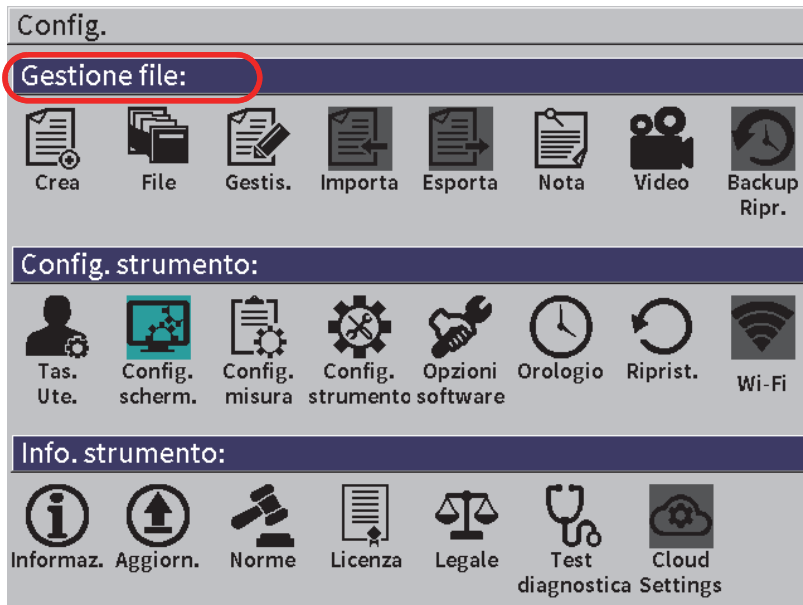 Config.
Gestione file:
Crea File Gestis. Importa Esporta Nota Video Backup
Ripr.
Config. strumento:
Tas. Config. Config. Config. Opzioni Orologio Riprist. Wi-Fi
Ute. scherm. misura strumento software
Info. strumento:
Informaz. Aggiorn. Norme Licenza Legale Test Cloud
diagnostica Settings